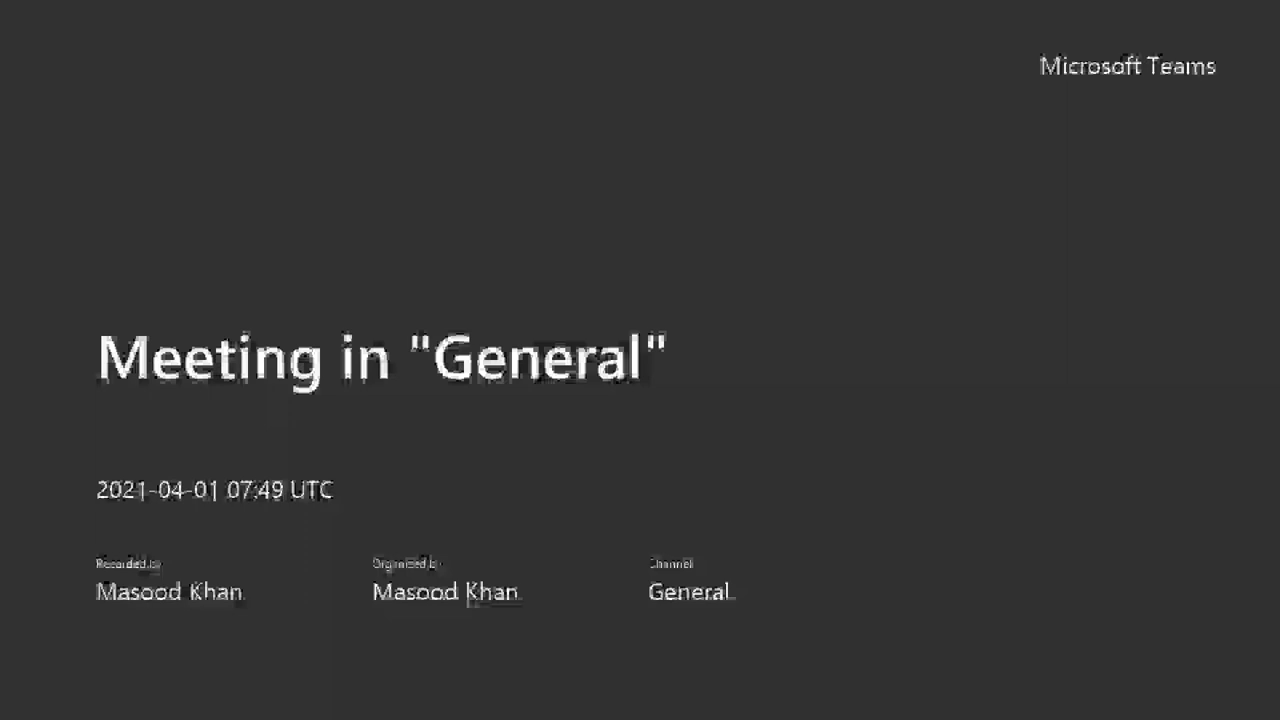 Microsoft Teams
Meeting in "General"
2021-04-01 07:49 UTC
Recorded by Organized by Channel
Masood Khan Masood Khan General